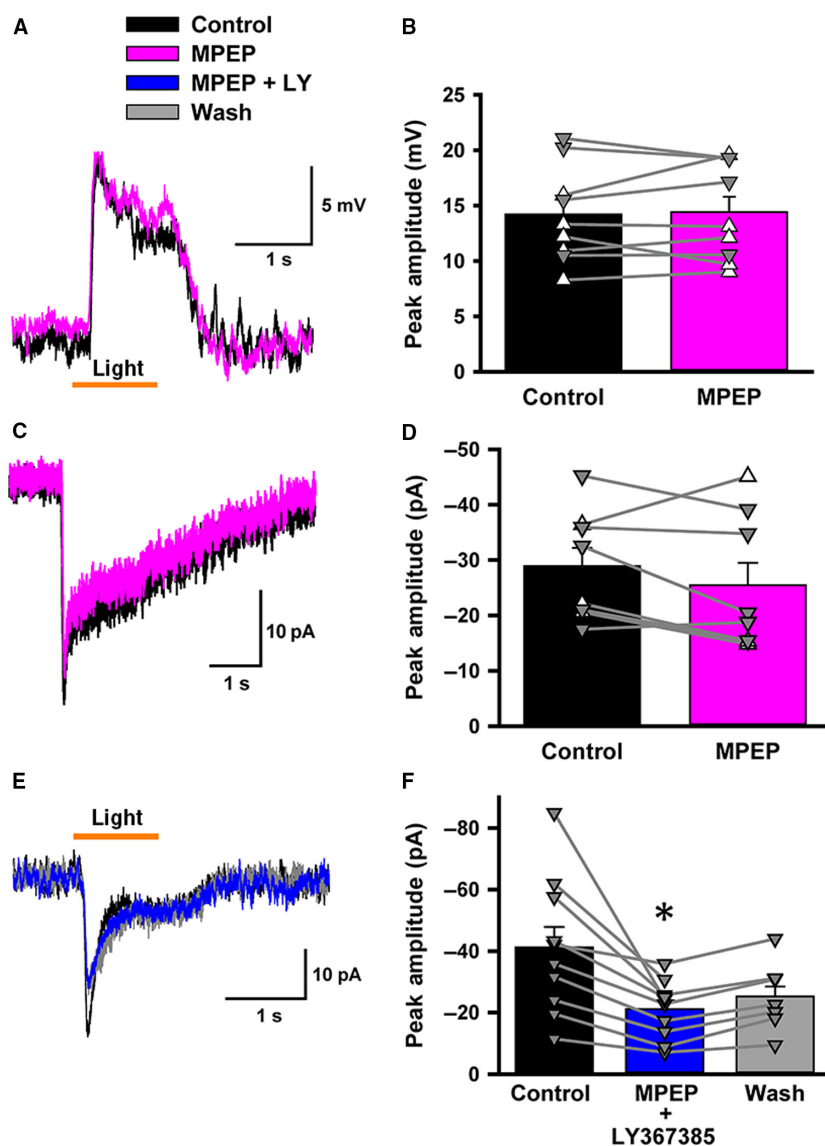 A
Control
MPEP
MPEP + LY
Wash
5 mV
1 s
Light
B
Peak amplitude (mV)
25
20
15
10
5
0
Control
MPEP
C
10 pA
1 s
D
Peak amplitude (pA)
–50
–40
–30
–20
–10
0
Control
MPEP
E
Light
10 pA
1 s
F
Peak amplitude (pA)
–80
–60
–40
–20
0
*
Control
MPEP
+
LY367385
Wash